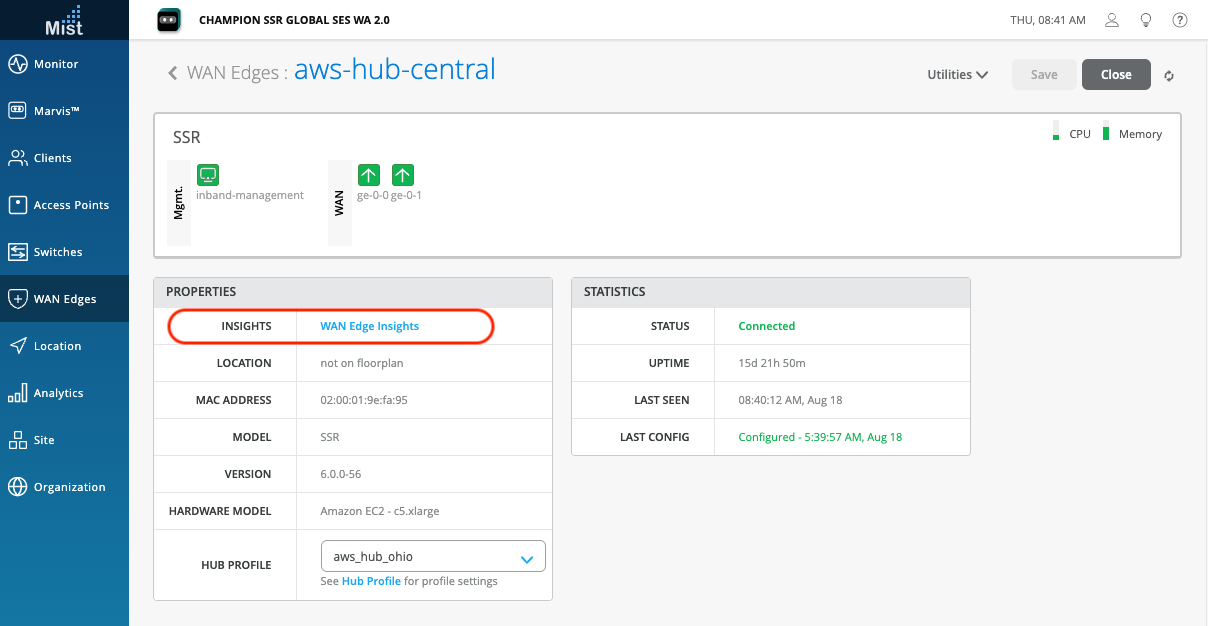 Mist
CHAMPION SSR GLOBAL SES WA 2.0
THU, 08:41 AM
?
Monitor
Marvis™
Clients
Access Points
Switches
WAN Edges
Location
Analytics
Site
Organization
WAN Edges : aws-hub-central
Utilities
Save
Close
SSR
CPU
Memory
Mgmt.
inband-management
WAN
ge-0-0 ge-0-1
PROPERTIES
INSIGHTS WAN Edge Insights
LOCATION not on floorplan
MAC ADDRESS 02:00:01:9e:fa:95
MODEL SSR
VERSION 6.0.0-56
HARDWARE MODEL Amazon EC2 - c5.xlarge
HUB PROFILE aws_hub_ohio
See Hub Profile for profile settings
STATISTICS
STATUS Connected
UPTIME 15d 21h 50m
LAST SEEN 08:40:12 AM, Aug 18
LAST CONFIG Configured - 5:39:57 AM, Aug 18